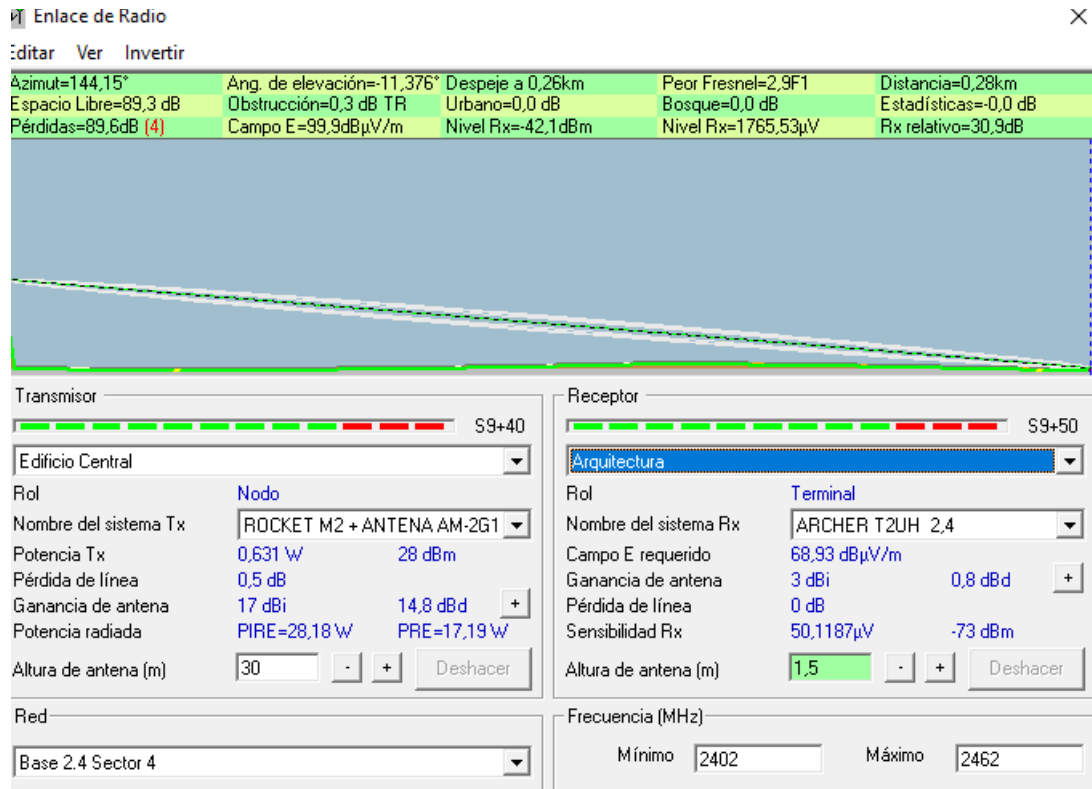 Enlace de Radio
Editar Ver Invertir
Azimut=144,15° Ang. de elevación=-11,376° Despeje a 0,26km Peor Fresnel=2,9F1 Distancia=0,28km
Espacio Libre=89,3 dB Obstrucción=0,3 dB TR Urbano=0,0 dB Bosque=0,0 dB Estadísticas=-0,0 dB
Pérdidas=89,6dB (4) Campo E=99,9dBµV/m Nivel Rx=-42,1dBm Nivel Rx=1765,53µV Rx relativo=30,9dB
Transmisor Receptor
S9+40 S9+50
Edificio Central Arquitectura
Rol Nodo Rol Terminal
Nombre del sistema Tx ROCKET M2 + ANTENA AM-2G1 Nombre del sistema Rx ARCHER T2UH 2,4
Potencia Tx 0,631 W 28 dBm Campo E requerido 68,93 dBµV/m
Pérdida de línea 0,5 dB Ganancia de antena 3 dBi 0,8 dBd +
Ganancia de antena 17 dBi 14,8 dBd + Pérdida de línea 0 dB
Potencia radiada PIRE=28,18 W PRE=17,19 W Sensibilidad Rx 50,1187µV -73 dBm
Altura de antena (m) 30 - + Deshacer Altura de antena (m) 1,5 - + Deshacer
Red Frecuencia (MHz)
Base 2.4 Sector 4 Mínimo 2402 Máximo 2462